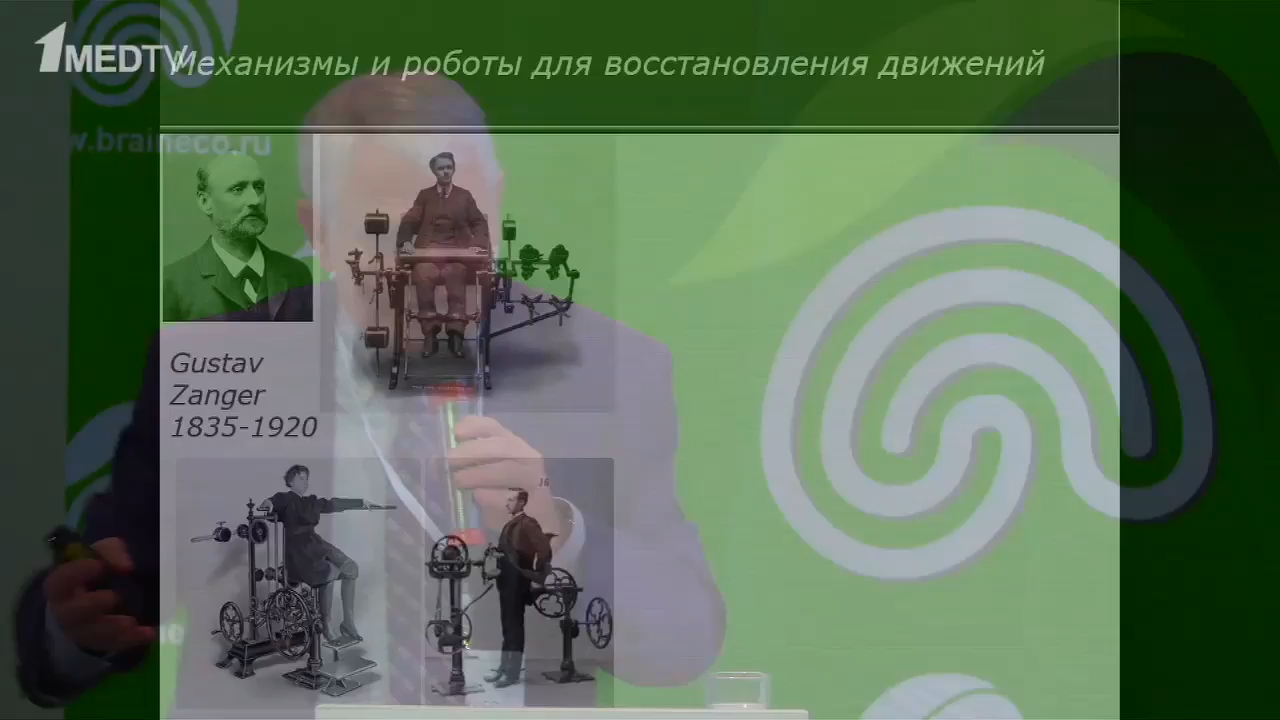 1MEDTV
Механизмы и роботы для восстановления движений
w.braineco.ru
Gustav
Zanger
1835-1920